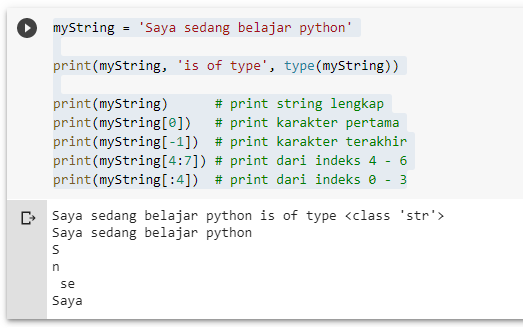 myString = 'Saya sedang belajar python'
print(myString, 'is of type', type(myString))
print(myString)      # print string lengkap
print(myString[0])   # print karakter pertama
print(myString[-1])  # print karakter terakhir
print(myString[4:7]) # print dari indeks 4 - 6
print(myString[:4])  # print dari indeks 0 - 3
Saya sedang belajar python is of type <class 'str'>
Saya sedang belajar python
S
n
 se
Saya